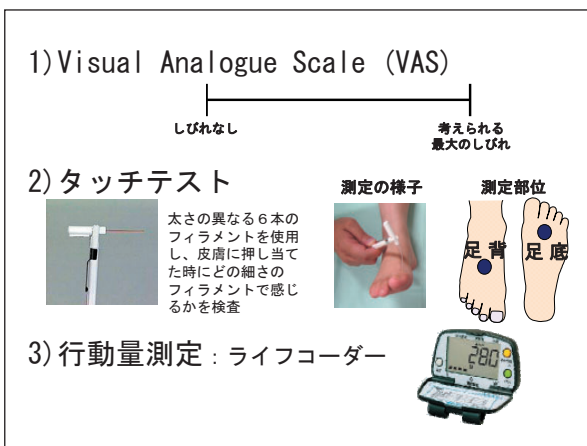 1)Visual Analogue Scale (VAS)
しびれなし
考えられる
最大のしびれ
2)タッチテスト
太さの異なる６本の
フィラメントを使用
し、皮膚に押し当て
た時にどの細さの
フィラメントで感じ
るかを検査
測定の様子
測定部位
足背
足底
3)行動量測定：ライフコーダー
280